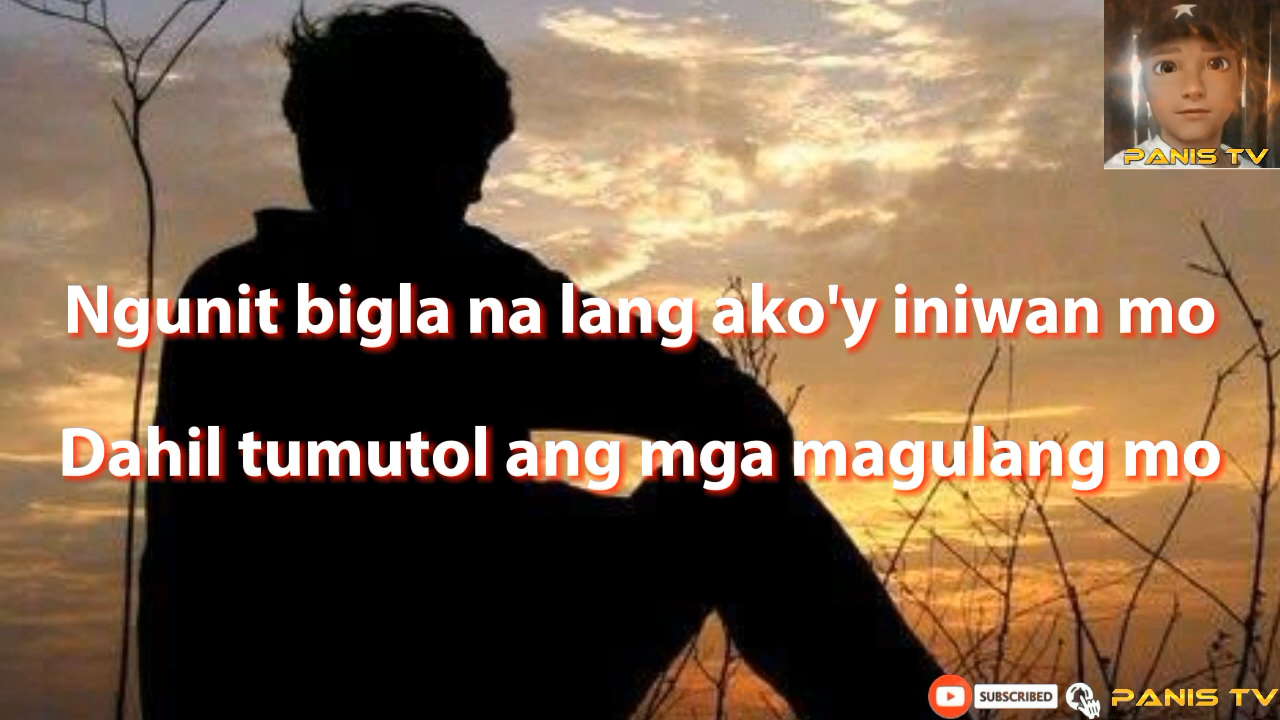 PANIS TV
Ngunit bigla na lang ako'y iniwan mo
Dahil tumutol ang mga magulang mo
SUBSCRIBED
PANIS TV